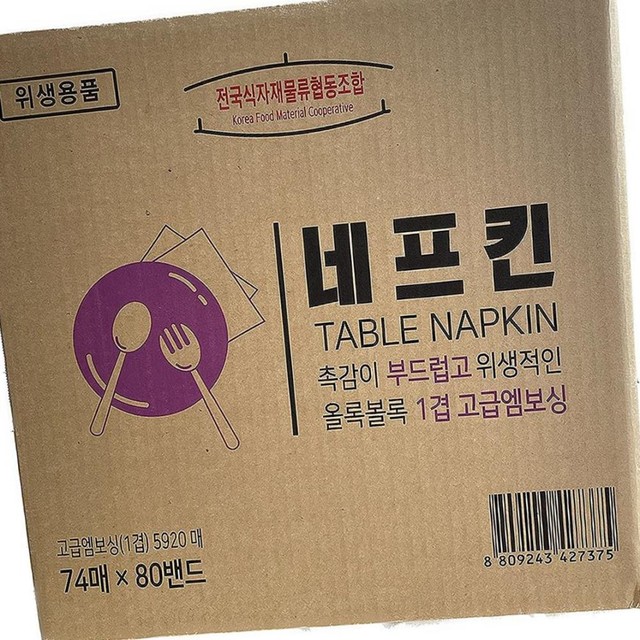 위생용품
전국식자재물류협동조합
Korea Food Material Cooperative
네프킨
TABLE NAPKIN
촉감이 부드럽고 위생적인
올록볼록 1겹 고급엠보싱
고급엠보싱(1겹) 5920 매
74매 × 80밴드
8 809243 427375